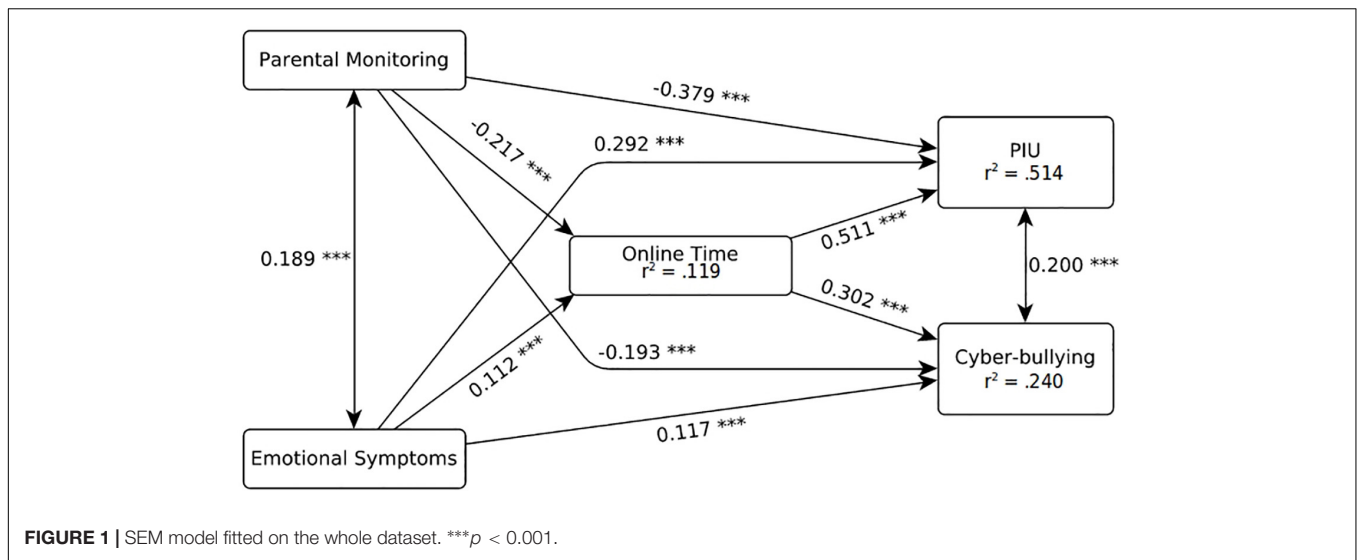 Parental Monitoring
-0.379 ***
-0.217 ***
0.292 ***
PIU
r² = .514
0.189 ***
Online Time
r² = .119
0.511 ***
0.200 ***
0.302 ***
0.112 ***
-0.193 ***
Cyber-bullying
r² = .240
0.117 ***
Emotional Symptoms
FIGURE 1 | SEM model fitted on the whole dataset. ***p < 0.001.